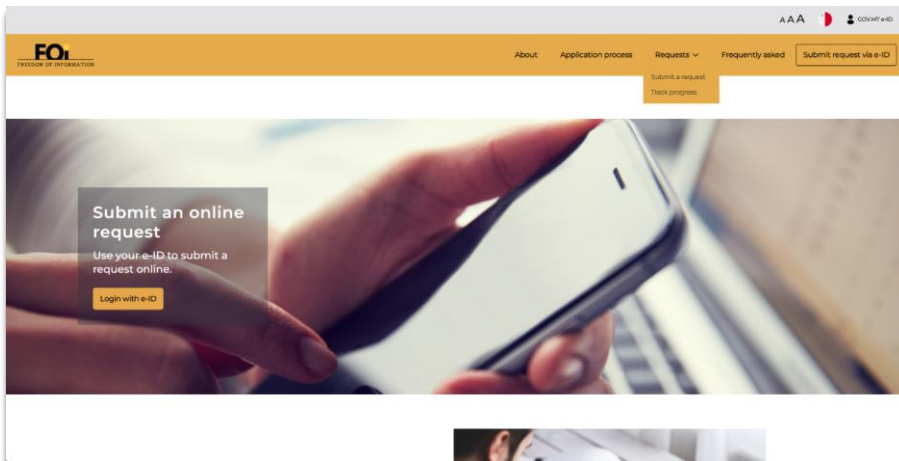 A A A GOV.MT e-ID
FOi
FREEDOM OF INFORMATION
About Application process Requests Frequently asked Submit request via e-ID
Submit a request
Track progress
Submit an online
request
Use your e-ID to submit a
request online.
Login with e-ID